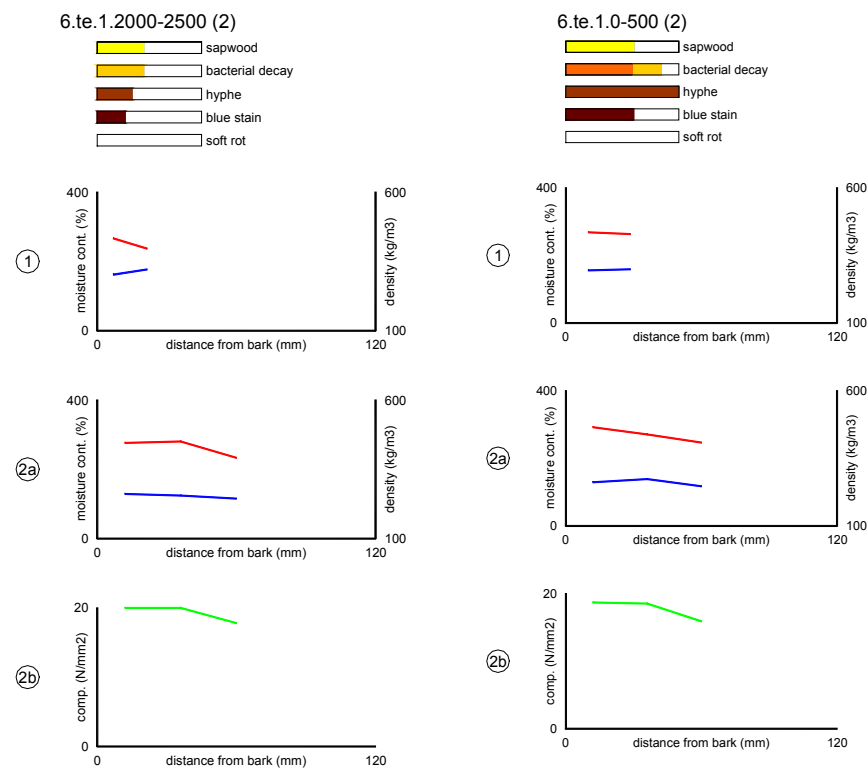 6.te.1.2000-2500 (2)
sapwood
bacterial decay
hyphe
blue stain
soft rot
1
400
0
moisture cont. (%)
600
100
density (kg/m3)
0
distance from bark (mm)
120
2a
400
0
moisture cont. (%)
600
100
density (kg/m3)
0
distance from bark (mm)
120
2b
20
0
comp. (N/mm2)
0
distance from bark (mm)
120
6.te.1.0-500 (2)
sapwood
bacterial decay
hyphe
blue stain
soft rot
1
400
0
moisture cont. (%)
600
100
density (kg/m3)
0
distance from bark (mm)
120
2a
400
0
moisture cont. (%)
600
100
density (kg/m3)
0
distance from bark (mm)
120
2b
20
0
comp. (N/mm2)
0
distance from bark (mm)
120